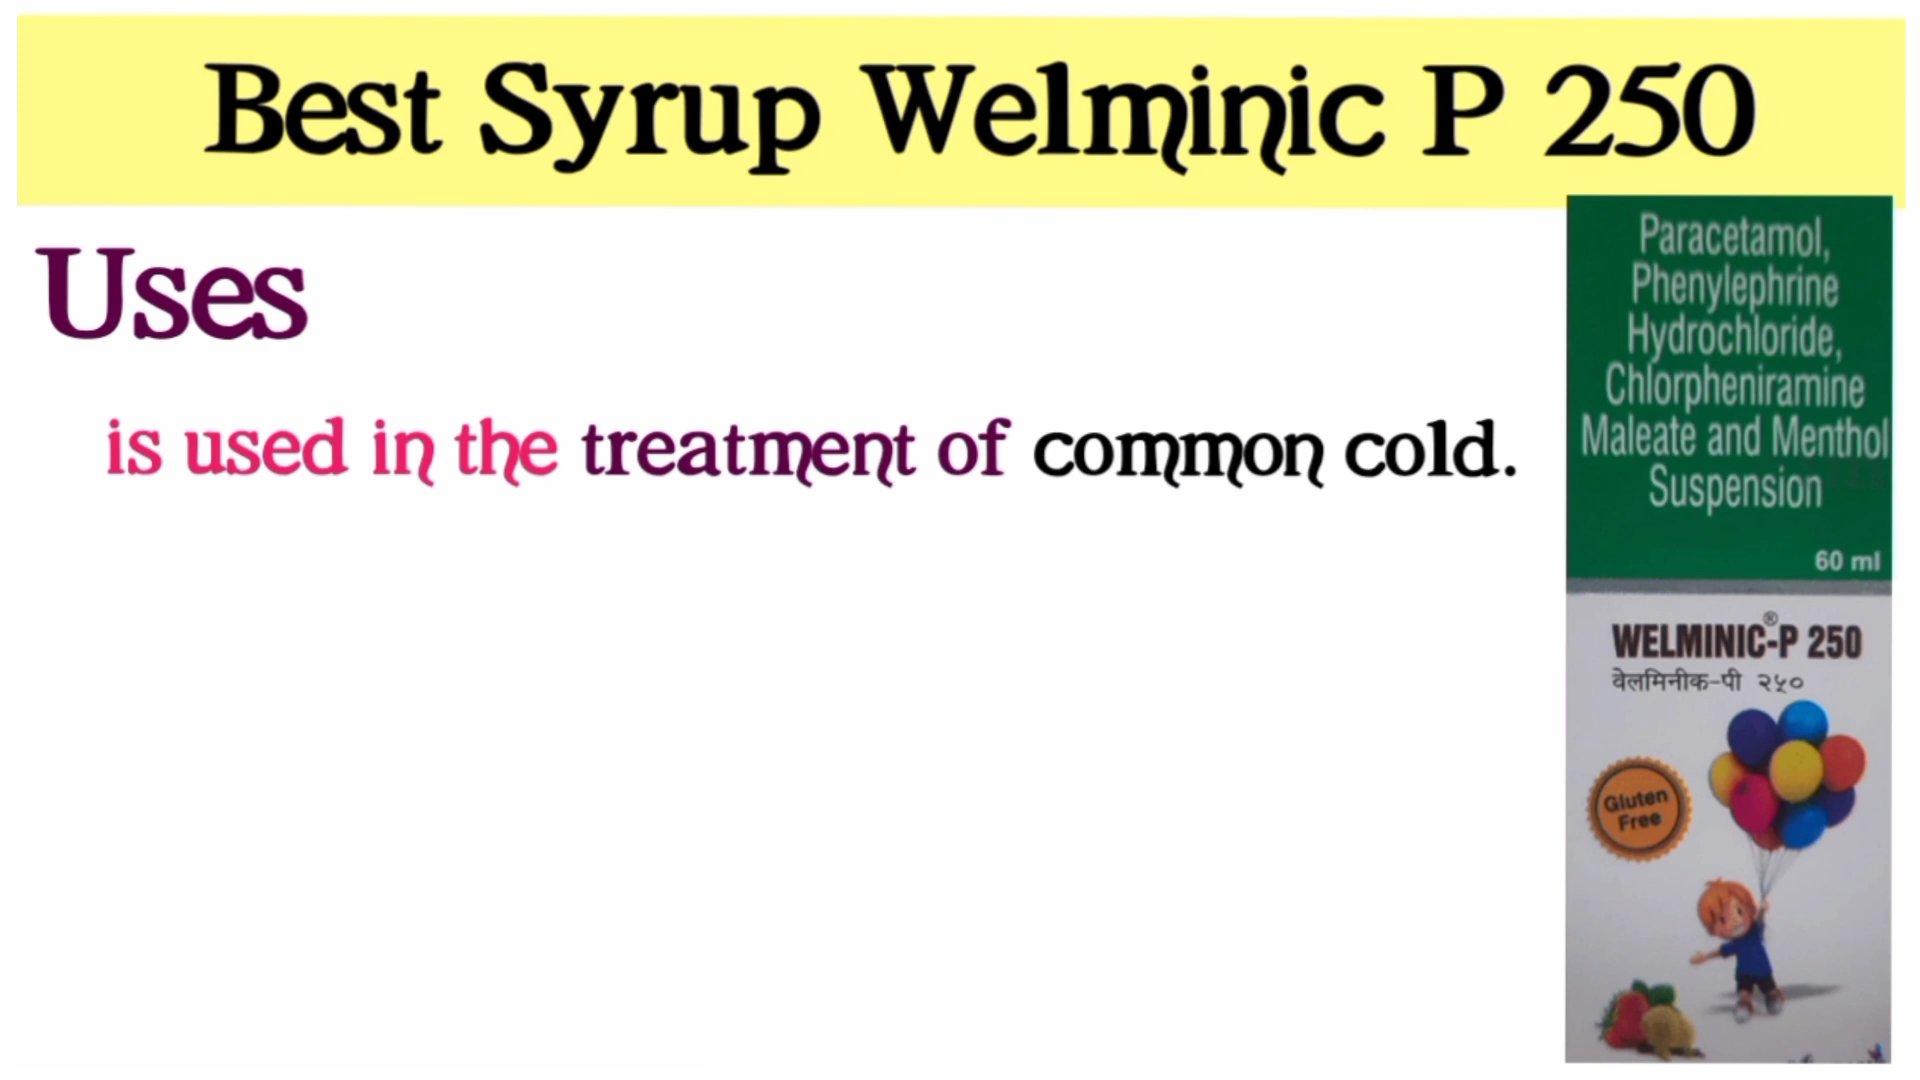 Best Syrup Welminic P 250
Uses
is used in the treatment of common cold.
Paracetamol,
Phenylephrine
Hydrochloride,
Chlorpheniramine
Maleate and Menthol
Suspension
60 ml
WELMINIC®-P 250
वेलमिनीक-पी २५०
Gluten
Free